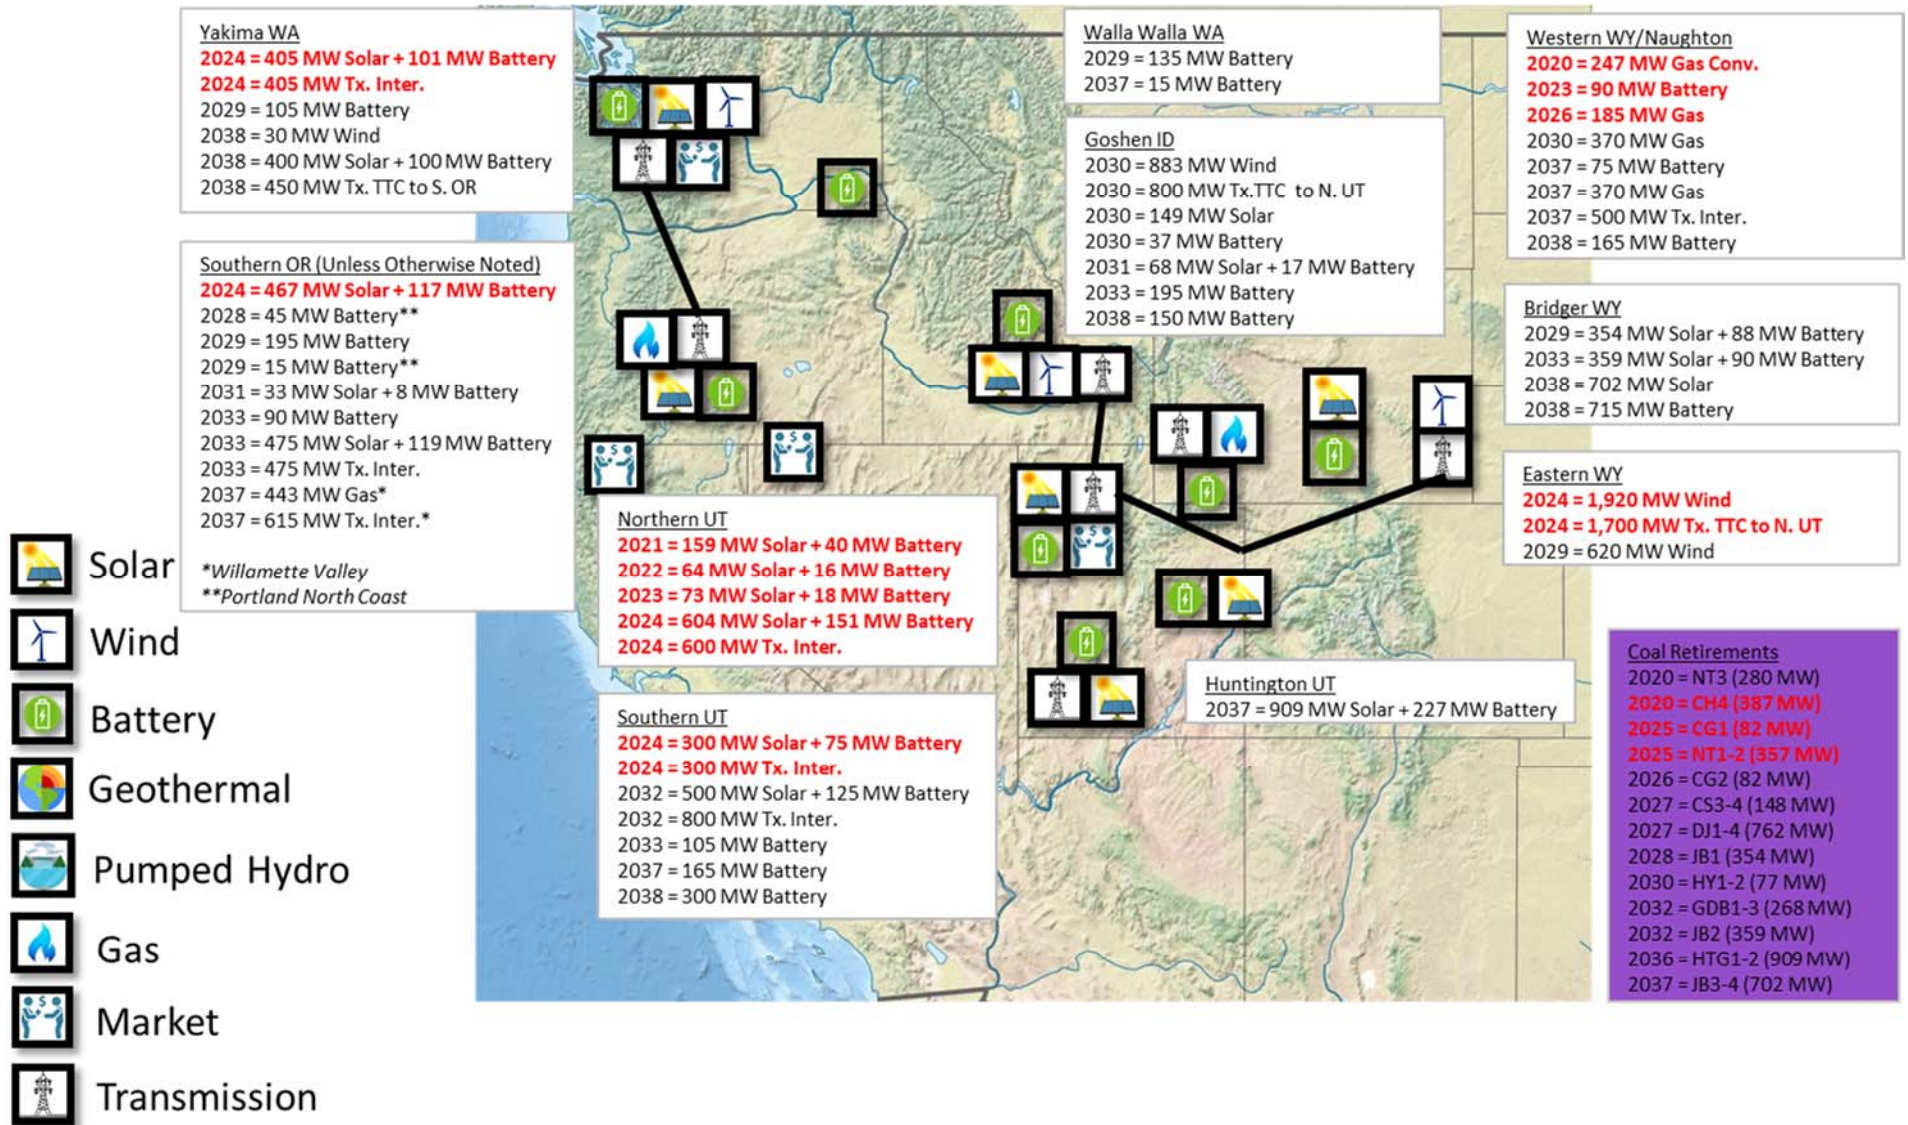 Yakima WA
2024 = 405 MW Solar + 101 MW Battery
2024 = 405 MW Tx. Inter.
2029 = 105 MW Battery
2038 = 30 MW Wind
2038 = 400 MW Solar + 100 MW Battery
2038 = 450 MW Tx. TTC to S. OR
Southern OR (Unless Otherwise Noted)
2024 = 467 MW Solar + 117 MW Battery
2028 = 45 MW Battery**
2029 = 195 MW Battery
2029 = 15 MW Battery**
2031 = 33 MW Solar + 8 MW Battery
2033 = 90 MW Battery
2033 = 475 MW Solar + 119 MW Battery
2033 = 475 MW Tx. Inter.
2037 = 443 MW Gas*
2037 = 615 MW Tx. Inter.*
*Willamette Valley
**Portland North Coast
Walla Walla WA
2029 = 135 MW Battery
2037 = 15 MW Battery
Goshen ID
2030 = 883 MW Wind
2030 = 800 MW Tx.TTC to N. UT
2030 = 149 MW Solar
2030 = 37 MW Battery
2031 = 68 MW Solar + 17 MW Battery
2033 = 195 MW Battery
2038 = 150 MW Battery
Western WY/Naughton
2020 = 247 MW Gas Conv.
2023 = 90 MW Battery
2026 = 185 MW Gas
2030 = 370 MW Gas
2037 = 75 MW Battery
2037 = 370 MW Gas
2037 = 500 MW Tx. Inter.
2038 = 165 MW Battery
Bridger WY
2029 = 354 MW Solar + 88 MW Battery
2033 = 359 MW Solar + 90 MW Battery
2038 = 702 MW Solar
2038 = 715 MW Battery
Eastern WY
2024 = 1,920 MW Wind
2024 = 1,700 MW Tx. TTC to N. UT
2029 = 620 MW Wind
Northern UT
2021 = 159 MW Solar + 40 MW Battery
2022 = 64 MW Solar + 16 MW Battery
2023 = 73 MW Solar + 18 MW Battery
2024 = 604 MW Solar + 151 MW Battery
2024 = 600 MW Tx. Inter.
Southern UT
2024 = 300 MW Solar + 75 MW Battery
2024 = 300 MW Tx. Inter.
2032 = 500 MW Solar + 125 MW Battery
2032 = 800 MW Tx. Inter.
2033 = 105 MW Battery
2037 = 165 MW Battery
2038 = 300 MW Battery
Huntington UT
2037 = 909 MW Solar + 227 MW Battery
Coal Retirements
2020 = NT3 (280 MW)
2020 = CH4 (387 MW)
2025 = CG1 (82 MW)
2025 = NT1-2 (357 MW)
2026 = CG2 (82 MW)
2027 = CS3-4 (148 MW)
2027 = DJ1-4 (762 MW)
2028 = JB1 (354 MW)
2030 = HY1-2 (77 MW)
2032 = GDB1-3 (268 MW)
2032 = JB2 (359 MW)
2036 = HTG1-2 (909 MW)
2037 = JB3-4 (702 MW)
Solar
Wind
Battery
Geothermal
Pumped Hydro
Gas
Market
Transmission